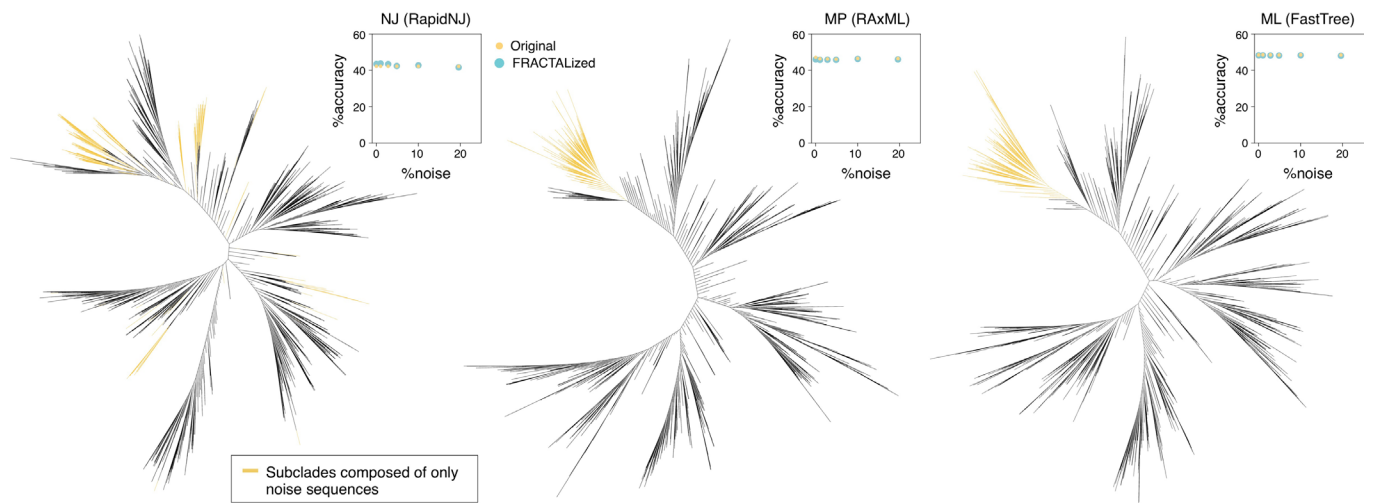 NJ (RapidNJ)
60
40
20
0
%accuracy
0
10
20
%noise
Original
FRACTALized
MP (RAxML)
60
40
20
0
%accuracy
0
10
20
%noise
ML (FastTree)
60
40
20
0
%accuracy
0
10
20
%noise
Subclades composed of only
noise sequences